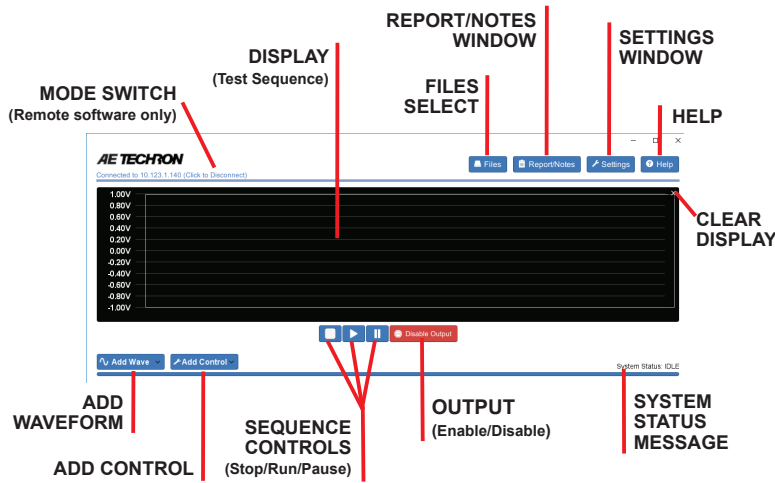 REPORT/NOTES
WINDOW
SETTINGS
WINDOW
DISPLAY
(Test Sequence)
FILES
SELECT
MODE SWITCH
(Remote software only)
HELP
AE TECHRON
Connected to 10.123.1.140 (Click to Disconnect)
Files
Report/Notes
Settings
Help
CLEAR
DISPLAY
1.00V
0.80V
0.60V
0.40V
0.20V
0.00V
-0.20V
-0.40V
-0.60V
-0.80V
-1.00V
Disable Output
Add Wave
Add Control
System Status: IDLE
ADD
WAVEFORM
ADD CONTROL
SEQUENCE
CONTROLS
(Stop/Run/Pause)
OUTPUT
(Enable/Disable)
SYSTEM
STATUS
MESSAGE